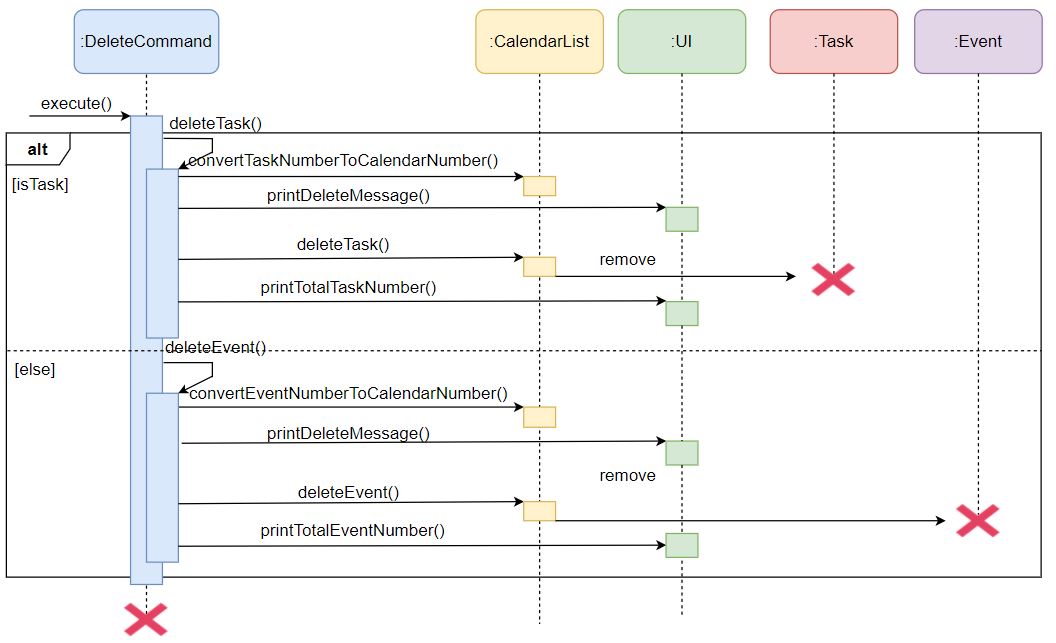 :DeleteCommand
:CalendarList
:UI
:Task
:Event
execute()
deleteTask()
alt
convertTaskNumberToCalendarNumber()
[isTask]
printDeleteMessage()
deleteTask()
remove
printTotalTaskNumber()
deleteEvent()
[else]
convertEventNumberToCalendarNumber()
printDeleteMessage()
remove
deleteEvent()
printTotalEventNumber()